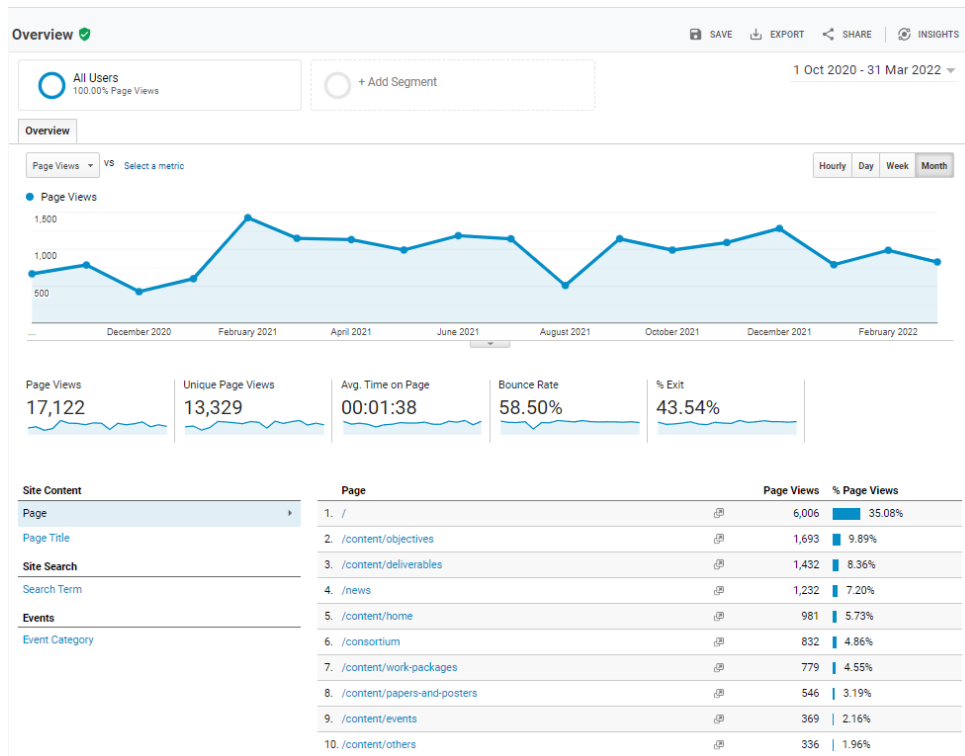 Overview
SAVE EXPORT SHARE INSIGHTS
All Users
100.00% Page Views
+ Add Segment
1 Oct 2020 - 31 Mar 2022
Overview
Page Views VS Select a metric
Hourly Day Week Month
Page Views
1,500
1,000
500
... December 2020 February 2021 April 2021 June 2021 August 2021 October 2021 December 2021 February 2022
Page Views Unique Page Views Avg. Time on Page Bounce Rate % Exit
17,122 13,329 00:01:38 58.50% 43.54%
Site Content
Page
Page Title
Site Search
Search Term
Events
Event Category
Page Page Views % Page Views
1. / 6,006 35.08%
2. /content/objectives 1,693 9.89%
3. /content/deliverables 1,432 8.36%
4. /news 1,232 7.20%
5. /content/home 981 5.73%
6. /consortium 832 4.86%
7. /content/work-packages 779 4.55%
8. /content/papers-and-posters 546 3.19%
9. /content/events 369 2.16%
10. /content/others 336 1.96%